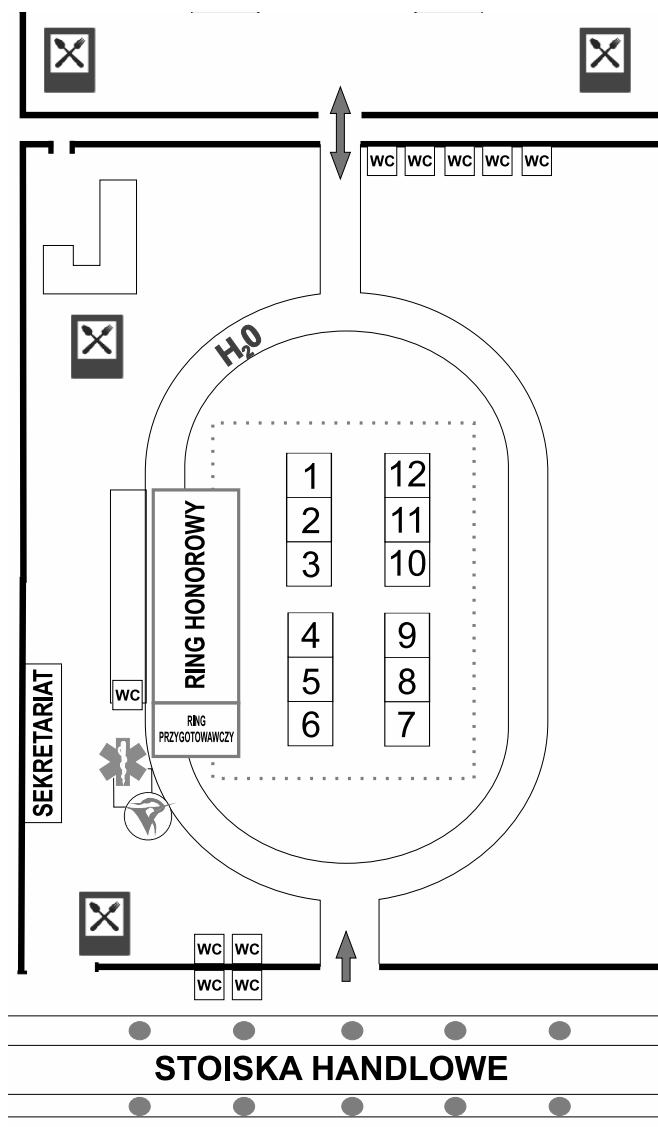 WC WC WC WC WC
H₂0
1 12
2 11
3 10
4 9
5 8
6 7
RING HONOROWY
RING
PRZYGOTOWAWCZY
WC
SEKRETARIAT
WC WC
WC WC
STOISKA HANDLOWE